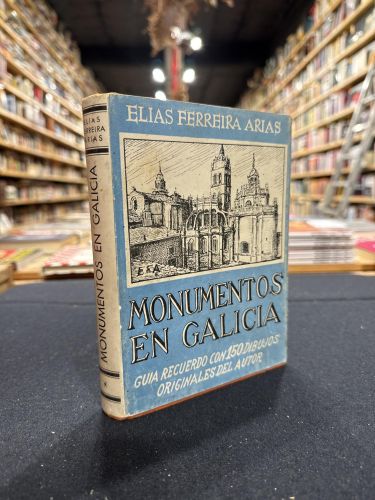 ELIAS FERREIRA ARIAS
E.F.A.
MONUMENTOS
EN GALICIA
GUIA RECUERDO CON 150 DIBUJOS
ORIGINALES DEL AUTOR
ELIAS
FERREIRA
ARIAS
MONUMENTOS EN GALICIA